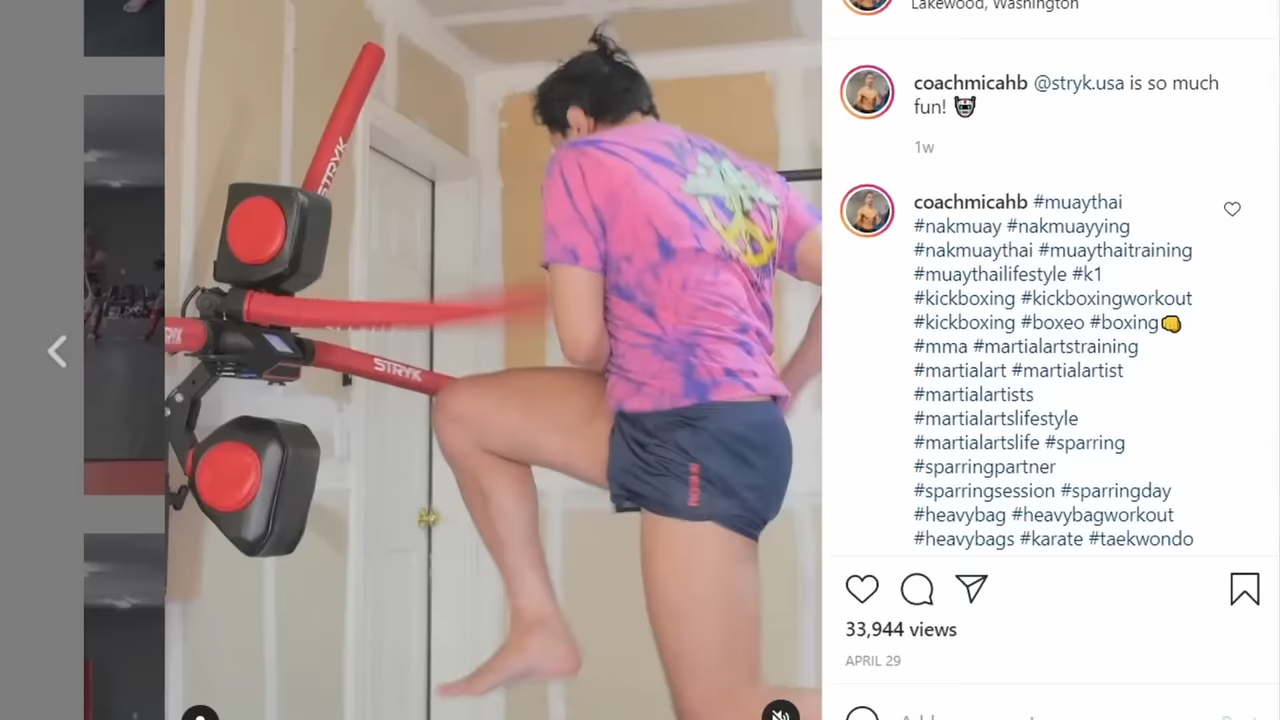 Lakewood, Washington
coachmicahb @stryk.usa is so much
fun!
1w
coachmicahb #muaythai
#nakmuay #nakmuayying
#nakmuaythai #muaythaitraining
#muaythailifestyle #k1
#kickboxing #kickboxingworkout
#kickboxing #boxeo #boxing
#mma #martialartstraining
#martialart #martialartist
#martialartists
#martialartslifestyle
#martialartslife #sparring
#sparringpartner
#sparringsession #sparringday
#heavybag #heavybagworkout
#heavybags #karate #taekwondo
33,944 views
APRIL 29
STRYK
STRYK